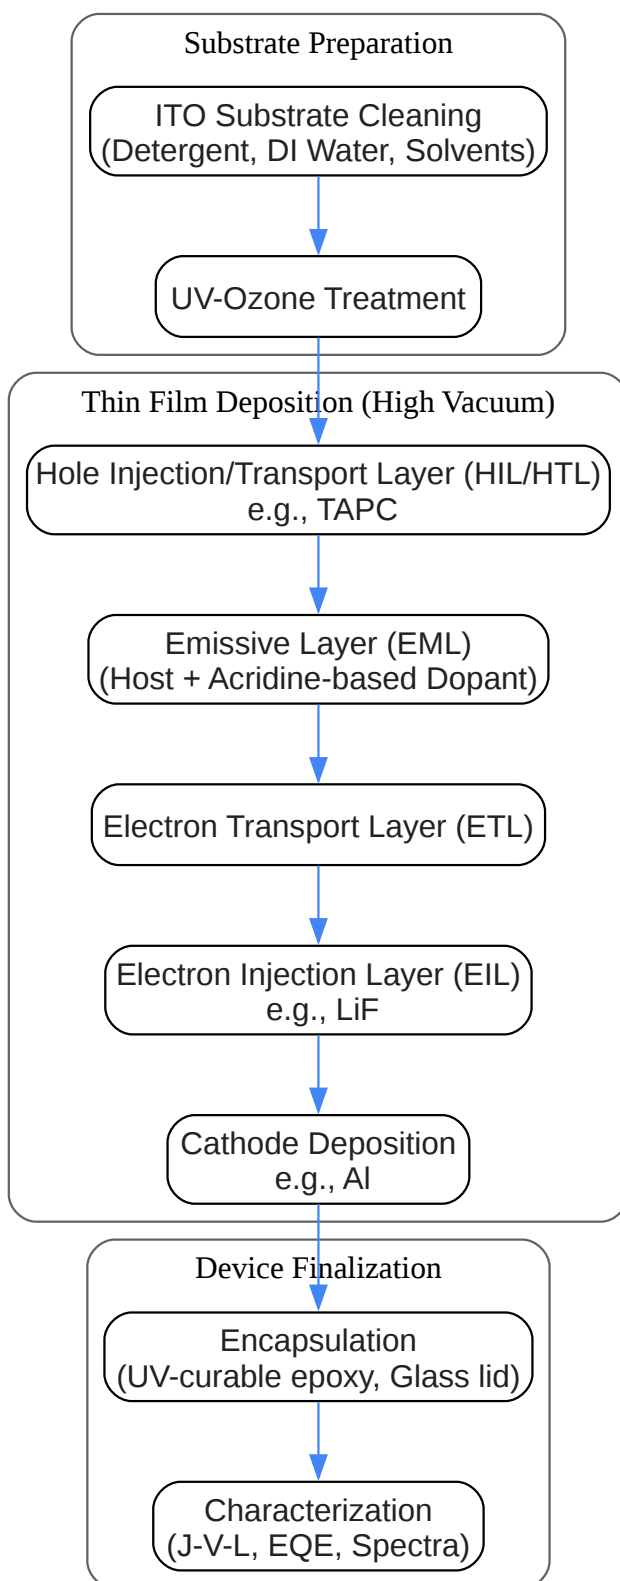 Substrate Preparation
ITO Substrate Cleaning
(Detergent, DI Water, Solvents)
UV-Ozone Treatment
Thin Film Deposition (High Vacuum)
Hole Injection/Transport Layer (HIL/HTL)
e.g., TAPC
Emissive Layer (EML)
(Host + Acridine-based Dopant)
Electron Transport Layer (ETL)
Electron Injection Layer (EIL)
e.g., LiF
Cathode Deposition
e.g., Al
Device Finalization
Encapsulation
(UV-curable epoxy, Glass lid)
Characterization
(J-V-L, EQE, Spectra)